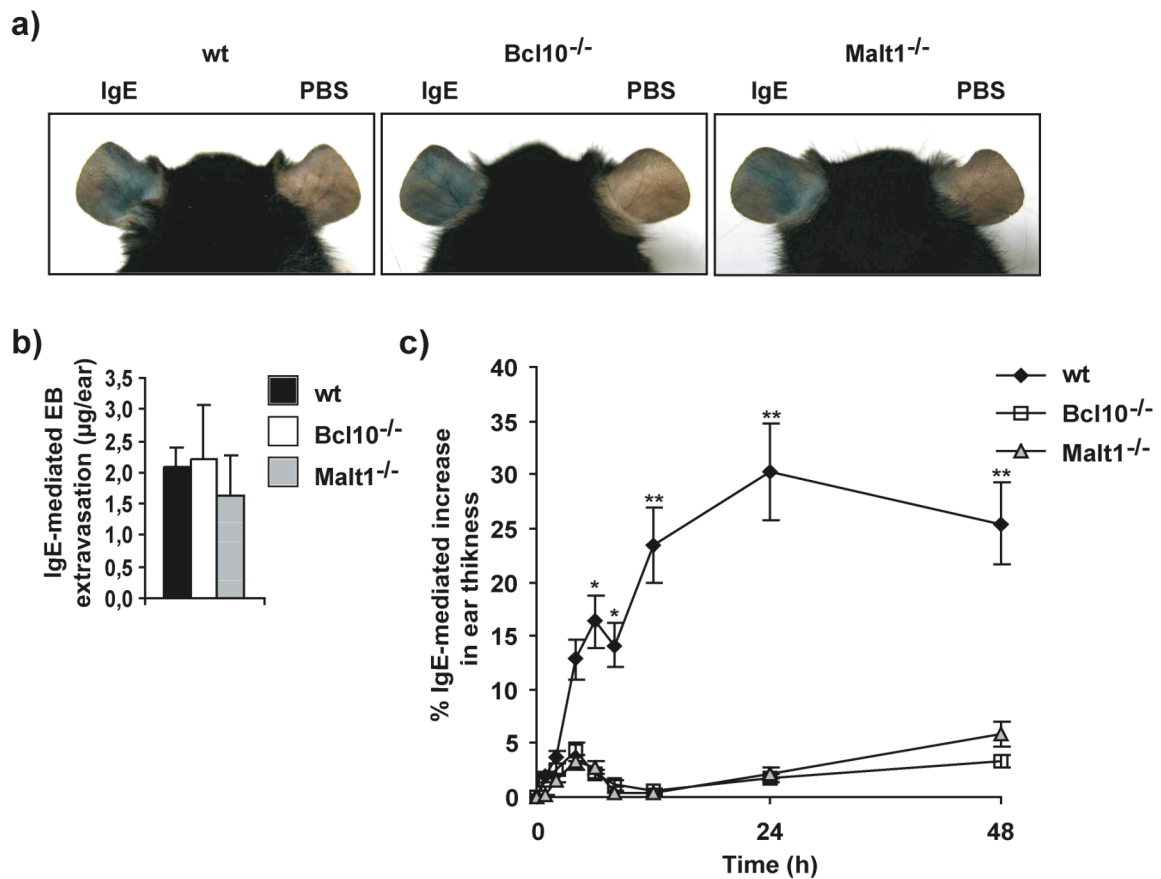 a)
wt Bcl10-/- Malt1-/-
IgE PBS IgE PBS IgE PBS
b)
IgE-mediated EB
extravasation (µg/ear)
3,5
3,0
2,5
2,0
1,5
1,0
0,5
0,0
wt
Bcl10-/-
Malt1-/-
c)
% IgE-mediated increase
in ear thikness
40
35
30
25
20
15
10
5
0
* * ** ** **
0 24 48
Time (h)
wt
Bcl10-/-
Malt1-/-